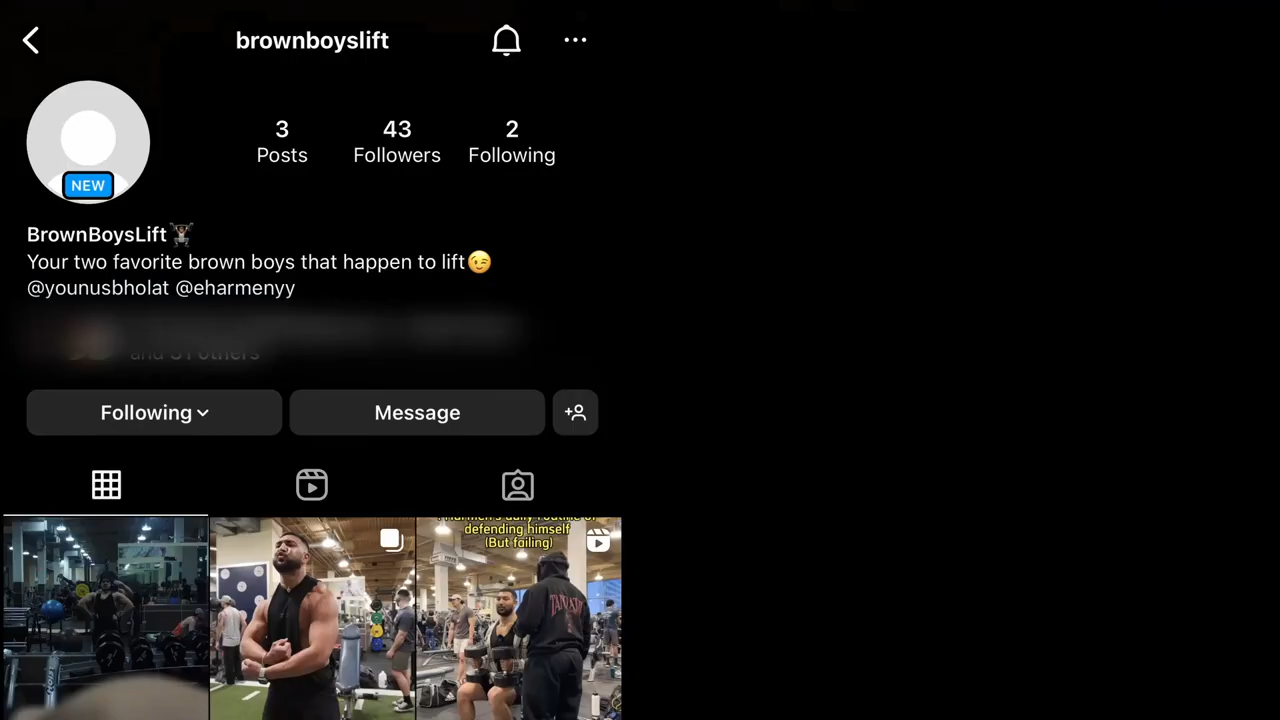 brownboyslift
3 43 2
Posts Followers Following
NEW
BrownBoysLift🏋🏾
Your two favorite brown boys that happen to lift😉
@younusbholat @eharmenyy
Following Message
defending himself
(But failing)